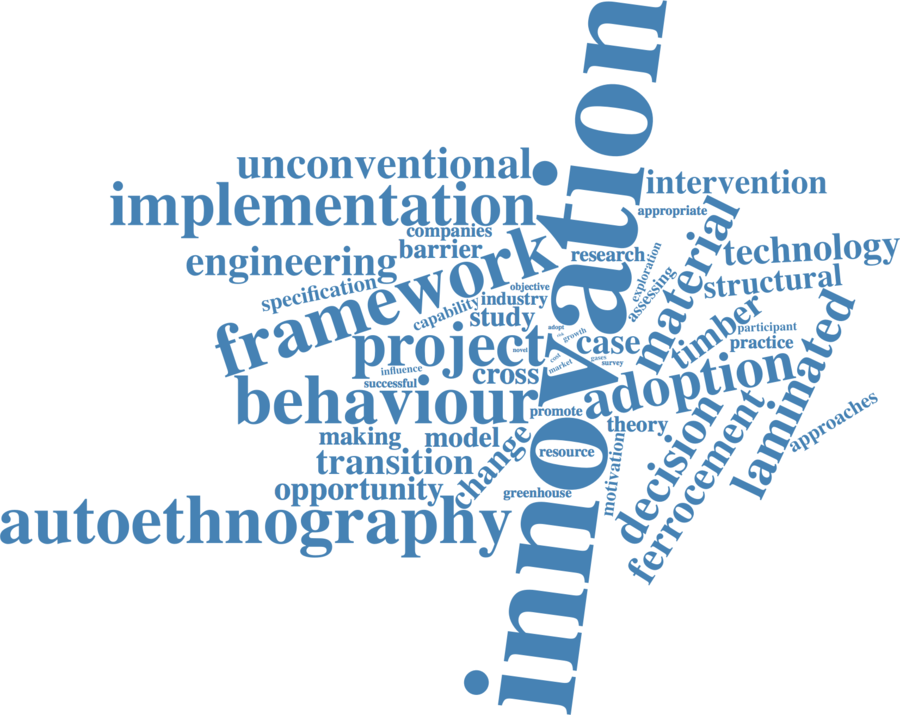 innovation
unconventional
implementation
intervention
appropriate
companies
barrier
engineering
framework
research
material
technology
structural
exploration
assessing
specification
objective
capability
industry
study
project
case
timber
participant
practice
laminated
adopt
growth
novel
cost
market
gases
survey
influence
successful
cross
behaviour
adoption
approaches
promote
theory
making
model
change
resource
motivation
decision
ferrocement
transition
opportunity
greenhouse
autoethnography